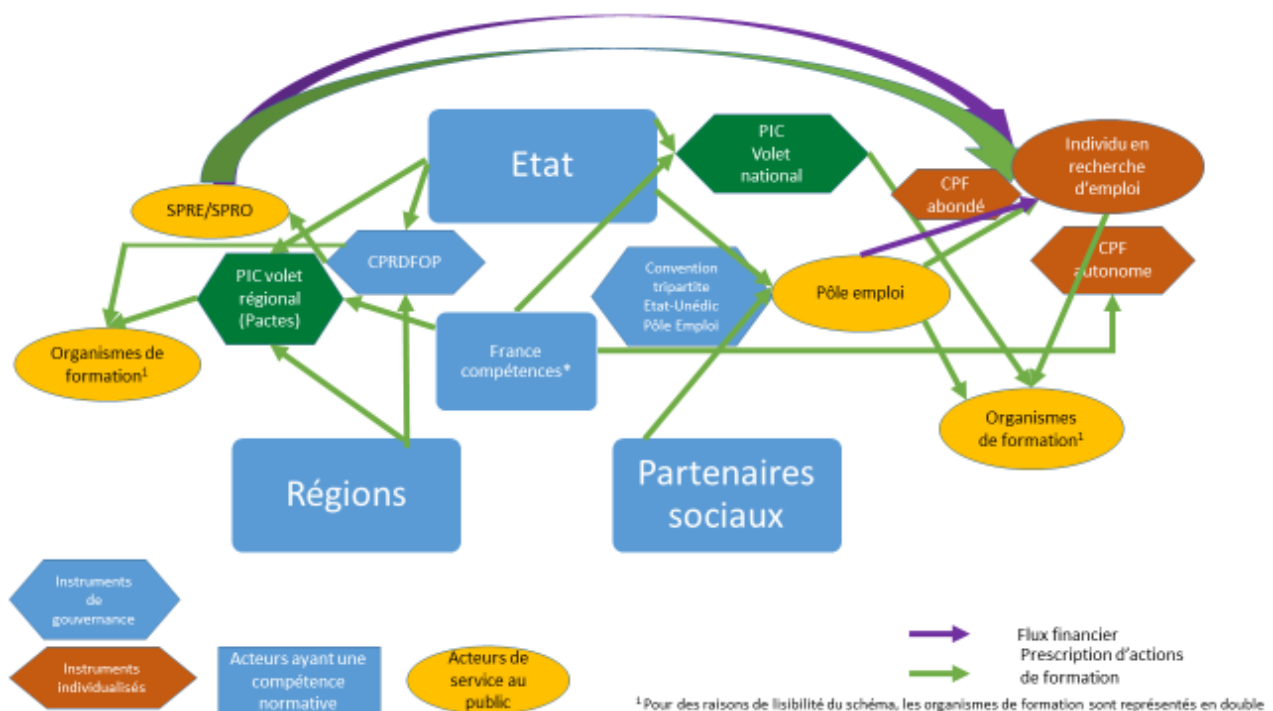 Etat
PIC
Volet
national
Individu en
recherche
d'emploi
CPF
abondé
SPRE/SPRO
CPRDFOP
PIC volet
régional
(Pactes)
Convention
tripartite
Etat-Unédic
Pôle Emploi
Pôle emploi
CPF
autonome
Organismes de
formation¹
France
compétences*
Organismes
de formation¹
Régions
Partenaires
sociaux
Instruments
de
gouvernance
Instruments
individualisés
Acteurs ayant une
compétence
normative
Acteurs de
service au
public
Flux financier
Prescription d'actions
de formation
¹ Pour des raisons de lisibilité du schéma, les organismes de formation sont représentés en double